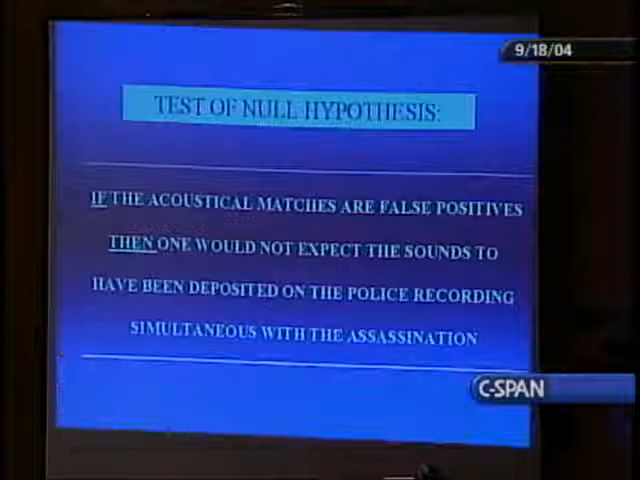 9/18/04
TEST OF NULL HYPOTHESIS:
IF THE ACOUSTICAL MATCHES ARE FALSE POSITIVES
THEN ONE WOULD NOT EXPECT THE SOUNDS TO
HAVE BEEN DEPOSITED ON THE POLICE RECORDING
SIMULTANEOUS WITH THE ASSASSINATION
C-SPAN